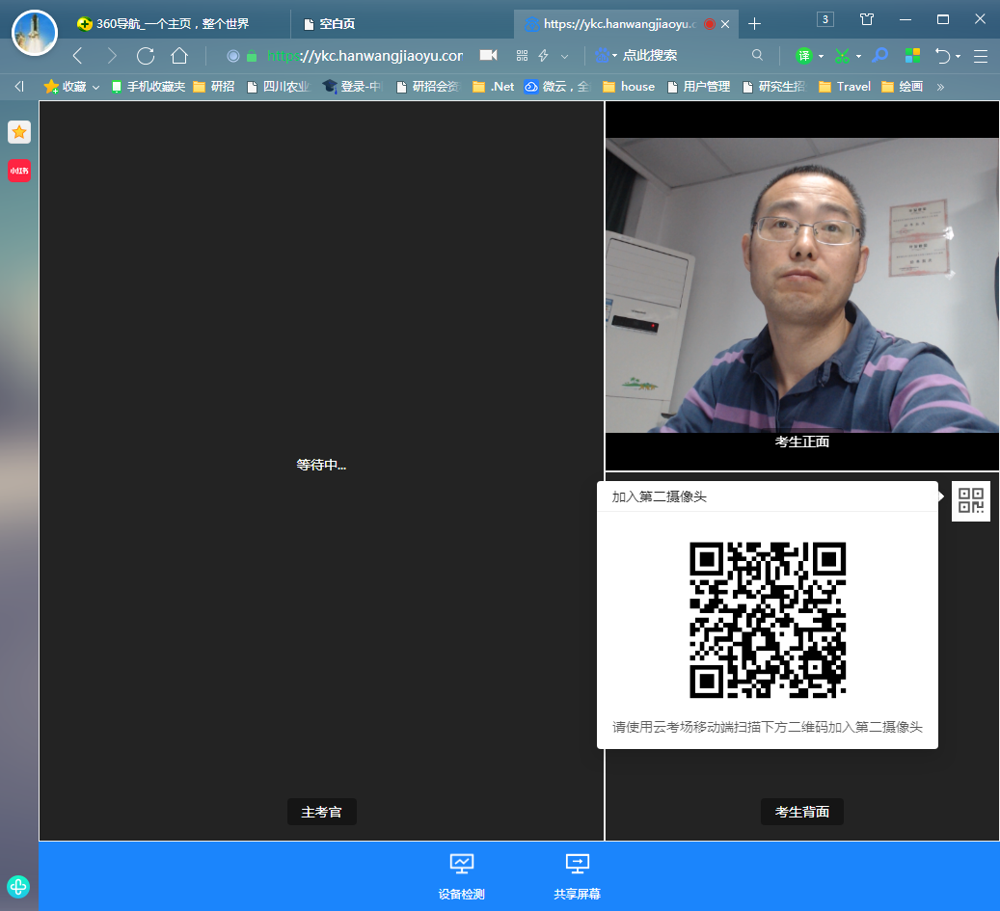 360导航_一个主页，整个世界
空白页
https://ykc.hanwangjiaoyu.c
3
https://ykc.hanwangjiaoyu.com
点此搜索
译
收藏
手机收藏夹
研招
四川农业
登录-中
研招会资
.Net
微云，全
house
用户管理
研究生招
Travel
绘画
»
小红书
考生正面
等待中...
加入第二摄像头
请使用云考场移动端扫描下方二维码加入第二摄像头
主考官
考生背面
设备检测
共享屏幕